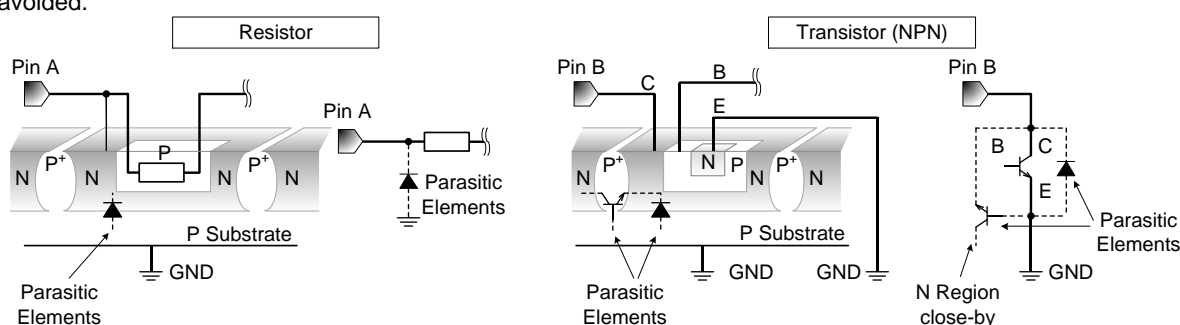 avoided.
Resistor
Transistor (NPN)
Pin A
Pin A
N
P+
N
P
N
P+
N
Parasitic
Elements
P Substrate
GND
Parasitic
Elements
Pin B
C
B
E
N
P+
N
N
P
N
P+
N
P Substrate
GND
GND
Parasitic
Elements
Pin B
B
C
E
Parasitic
Elements
GND
N Region
close-by